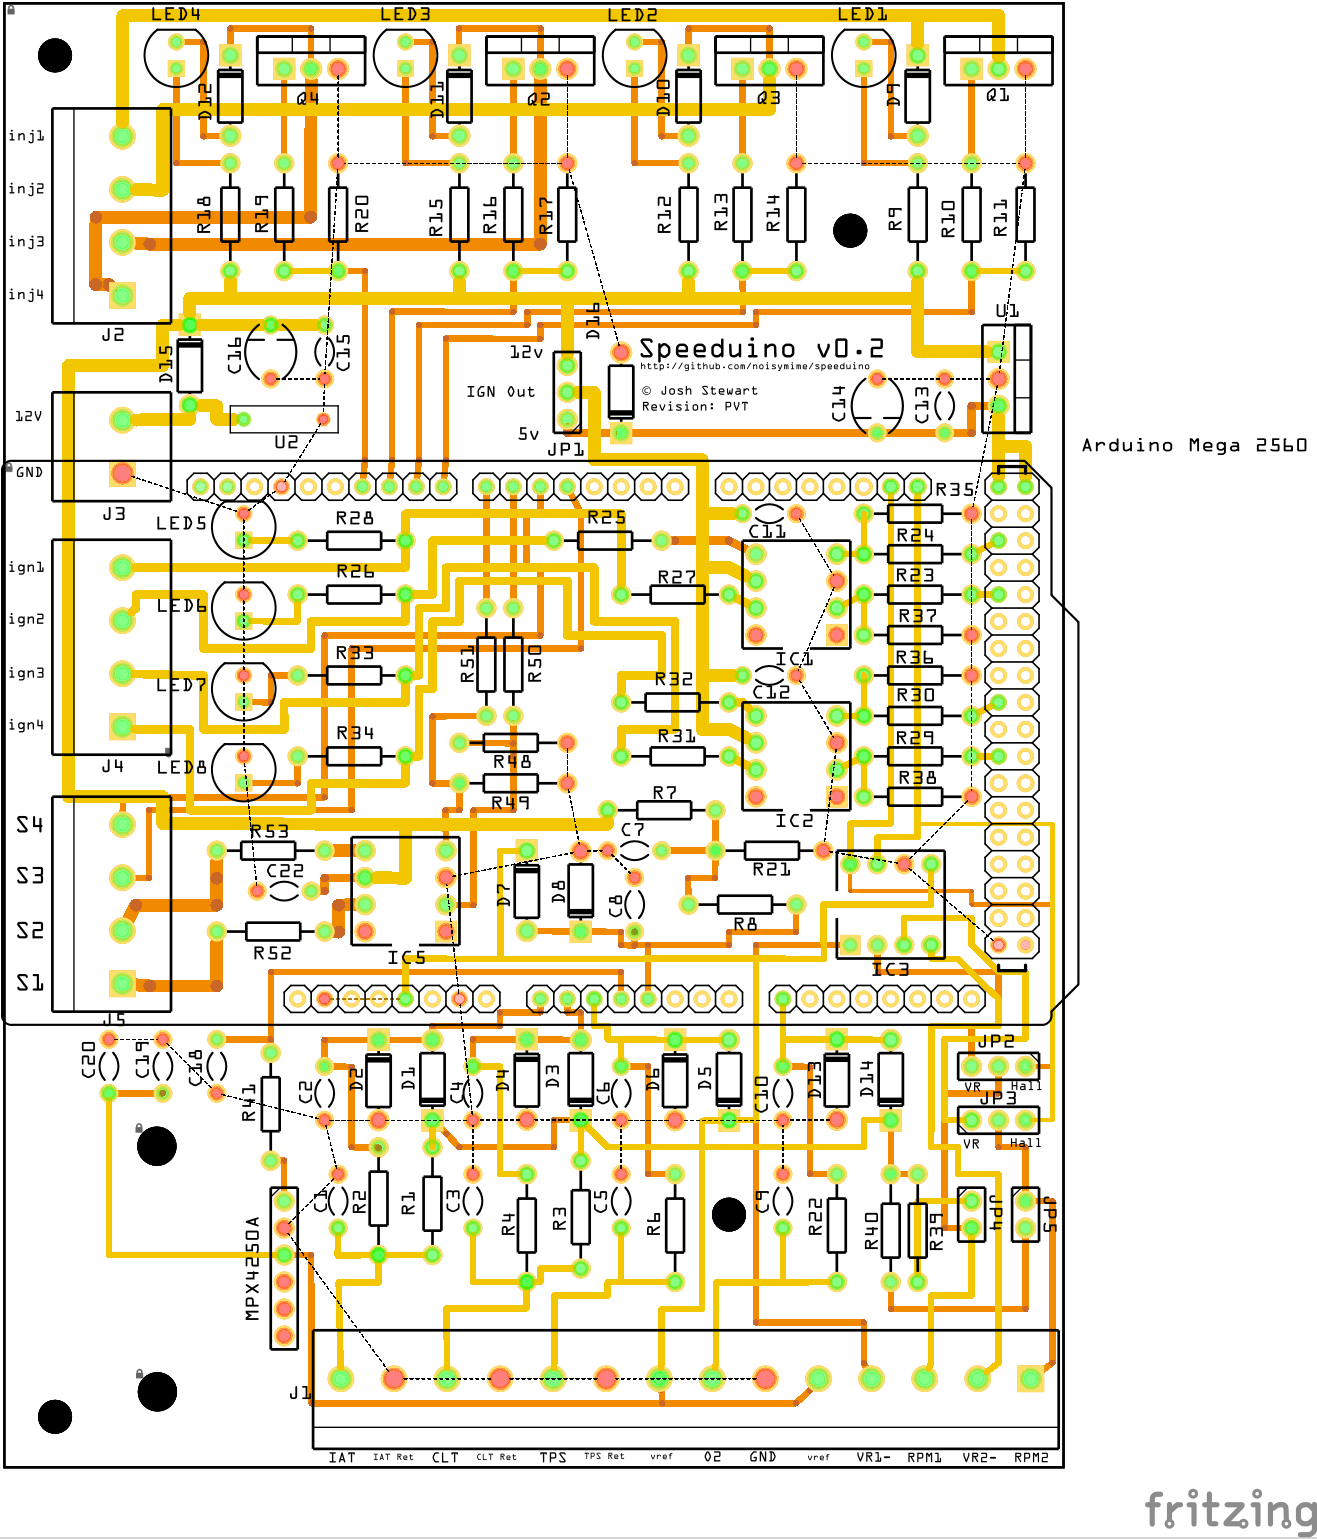 LED4 LED3 LED2 LED1
D12 Q4 D11 Q2 D10 Q3 D9 Q1
inj1
inj2
inj3
inj4
R18 R19 R20 R15 R16 R17 R12 R13 R14 R9 R10 R11
J2
D15 C16 C15
D16
U1
12v
IGN Out
5v
JP1
Speeduino v0.2
http://github.com/noisymime/speeduino
© Josh Stewart
Revision: PVT
C14 C13
12V
GND
U2
J3
Arduino Mega 2560
LED5 R28 R25 C11 R35
R24
ign1
R26 R27 R23
LED6
ign2
R37
R33 R51 R50 IC1 R36
ign3
LED7 R32 C12 R30
ign4
R34 R31 R29
J4 LED8 R48 R38
R49 R7 IC2
S4
S3
S2
S1
R53 C7
C22 R21
D7 D8 C8 R8
R52
IC5 IC3
J5
C20 C19 C18 R41 C2 D2 D1 C4 D4 D3 C6 D6 D5 C10 D13 D14
JP2
VR Hall
JP3
VR Hall
C1 R2 R1 C3 R4 R3 C5 R6 C9 R22 R40 R39 JP4 JP5
MPX4250A
J1
IAT IAT Ret CLT CLT Ret TPS TPS Ret vref O2 GND vref VR1- RPM1 VR2- RPM2
fritzing